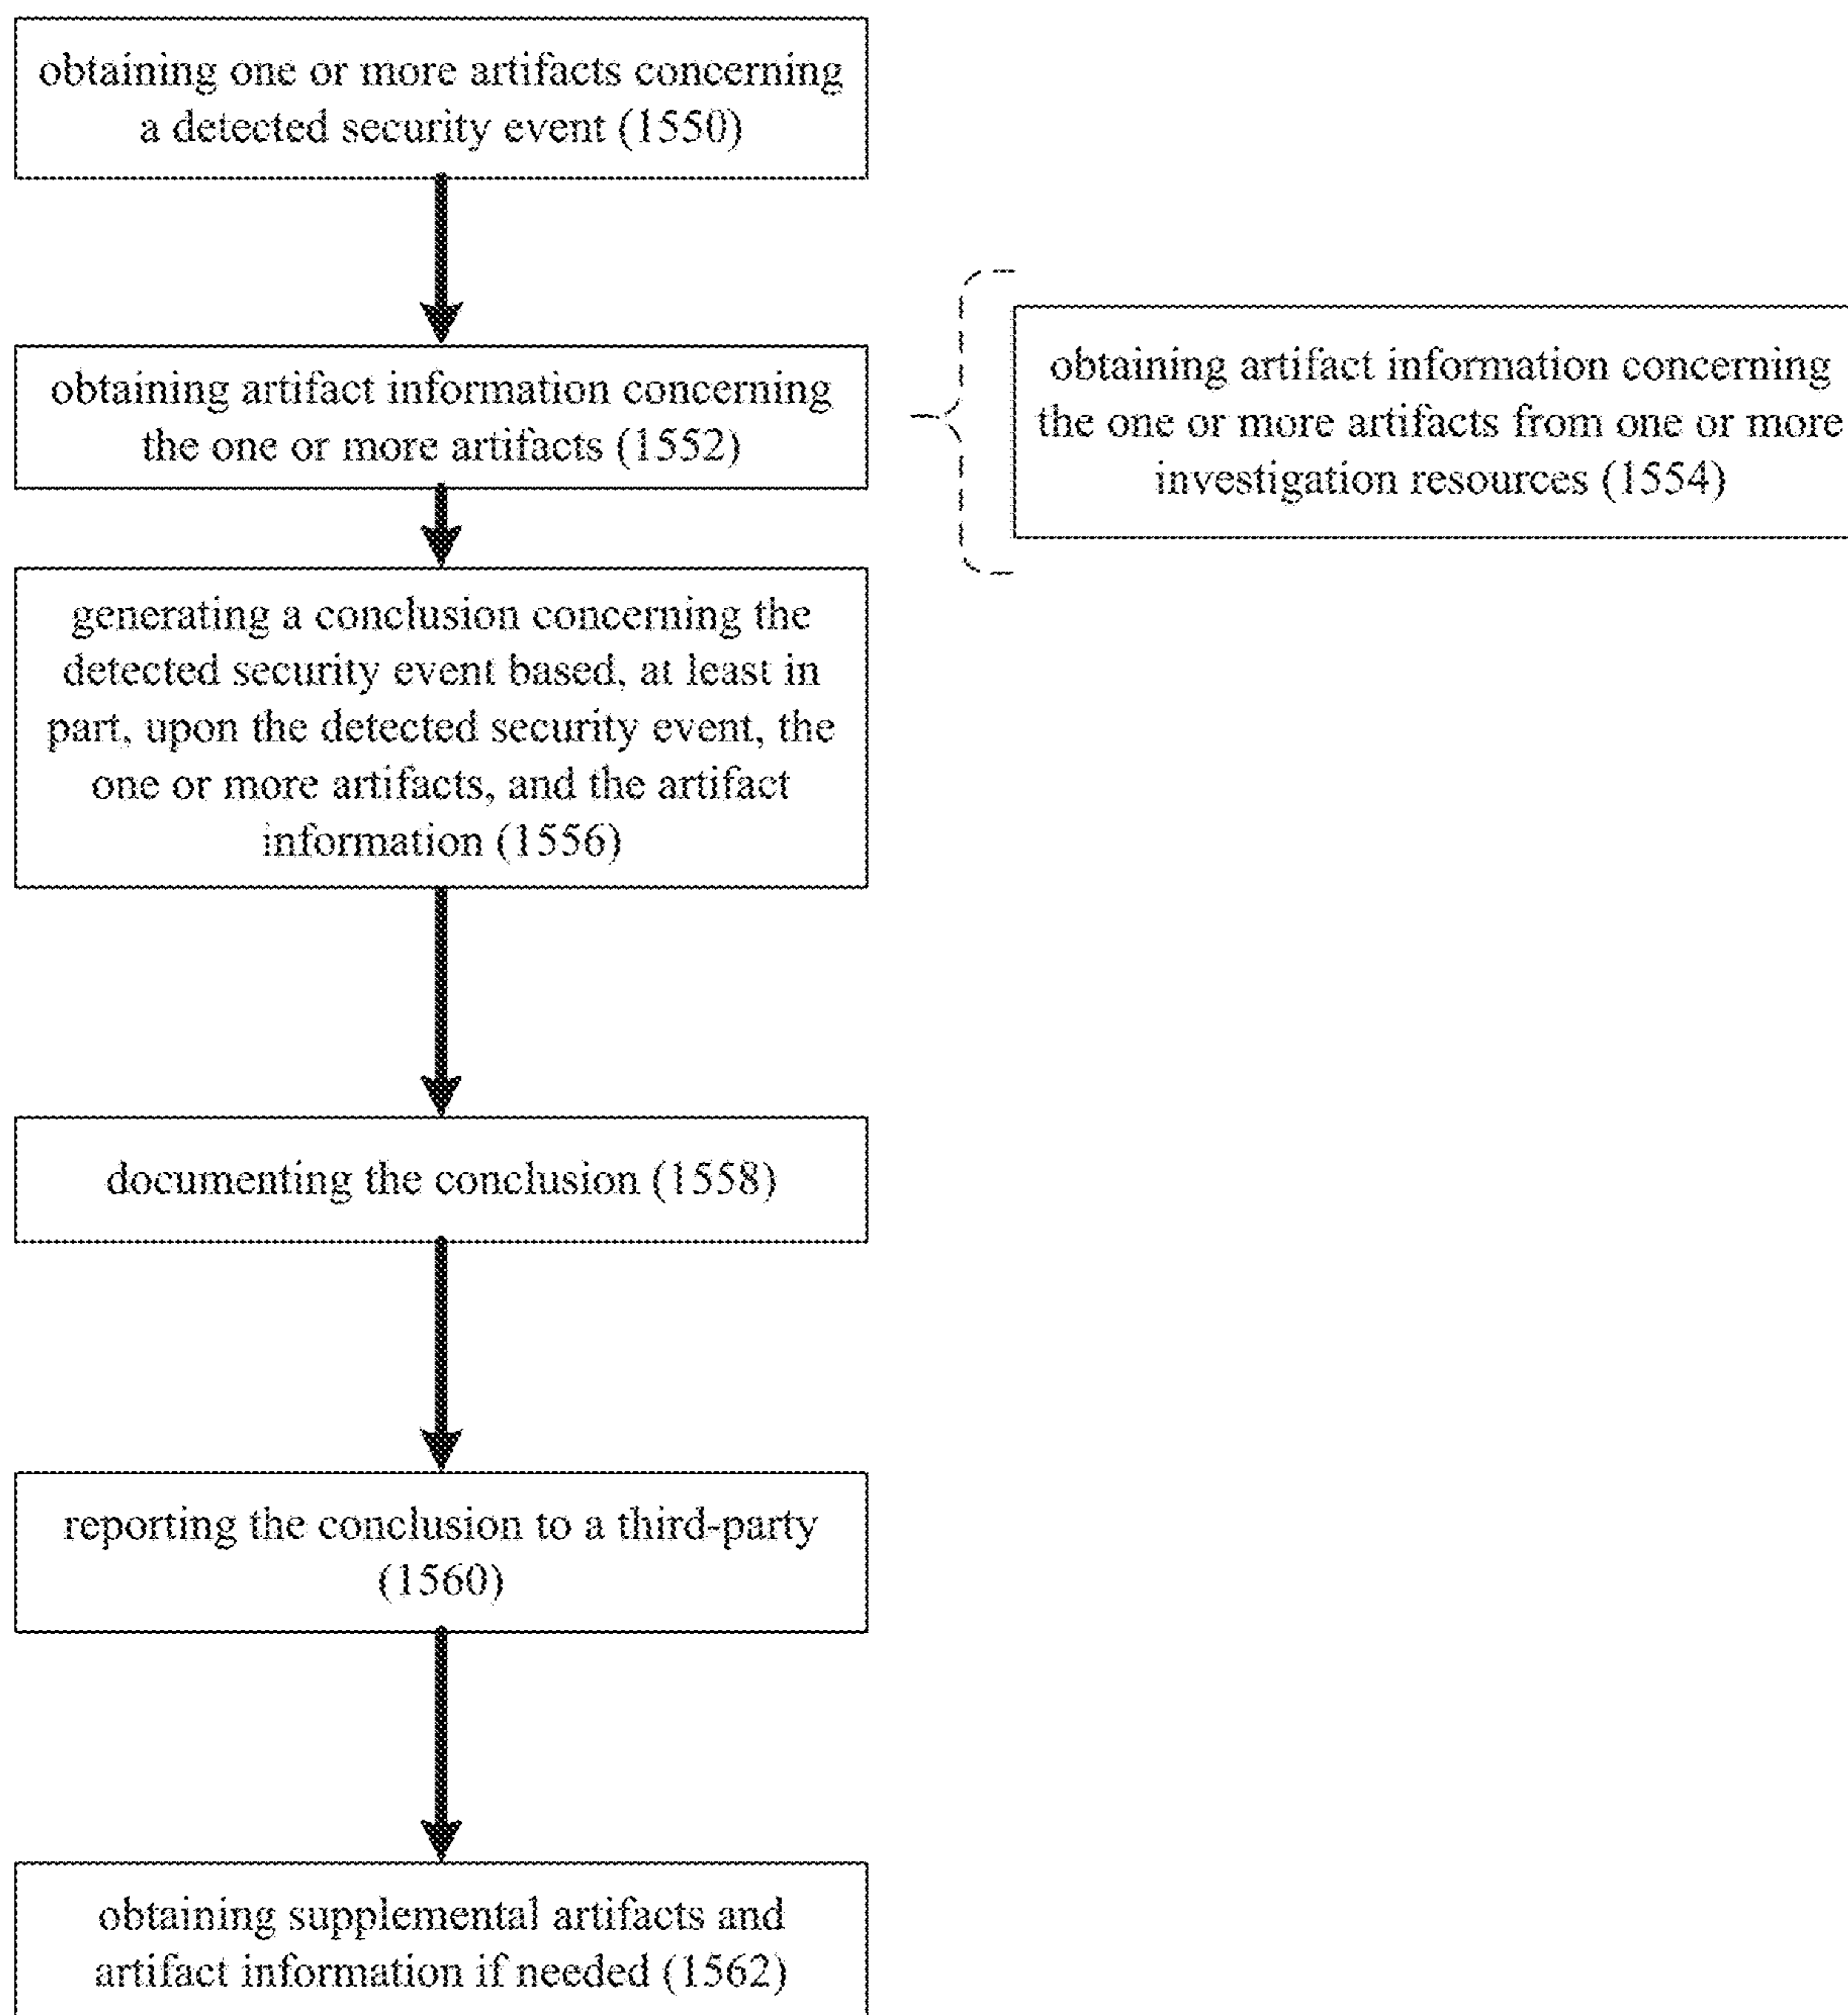 obtaining one or more artifacts concerning
a detected security event (1550)
obtaining artifact information concerning
the one or more artifacts (1552)
obtaining artifact information concerning
the one or more artifacts from one or more
investigation resources (1554)
generating a conclusion concerning the
detected security event based, at least in
part, upon the detected security event, the
one or more artifacts, and the artifact
information (1556)
documenting the conclusion (1558)
reporting the conclusion to a third-party
(1560)
obtaining supplemental artifacts and
artifact information if needed (1562)